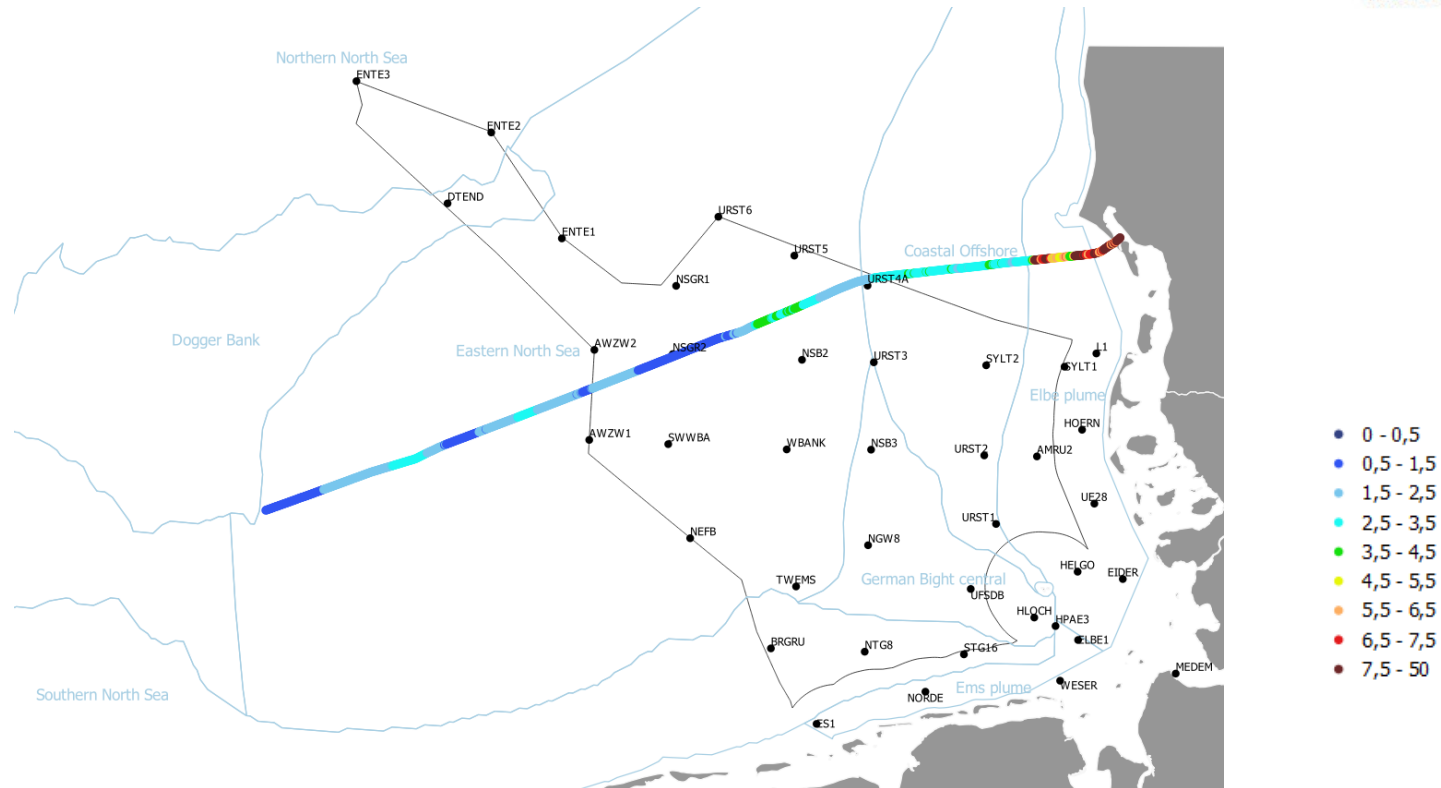 Northern North Sea
ENTE3
ENTE2
DTEND
URST6
ENTE1
URST5
Coastal Offshore
NSGR1
URST4A
Dogger Bank
AWZW2
Eastern North Sea
NSGR2
NSB2
URST3
SYLT2
L1
SYLT1
Elbe plume
AWZW1
SWWBA
WBANK
NSB3
URST2
HOERN
AMRU2
0 - 0,5
0,5 - 1,5
1,5 - 2,5
2,5 - 3,5
3,5 - 4,5
4,5 - 5,5
5,5 - 6,5
6,5 - 7,5
7,5 - 50
UE28
URST1
NEFB
NGW8
HELGO
EIDER
TWEMS
German Bight central
UFSDB
HLOCH
HPAE3
BRGRU
NTG8
STG16
ELBE1
MEDEM
Southern North Sea
Ems plume
WESER
NORDE
ES1